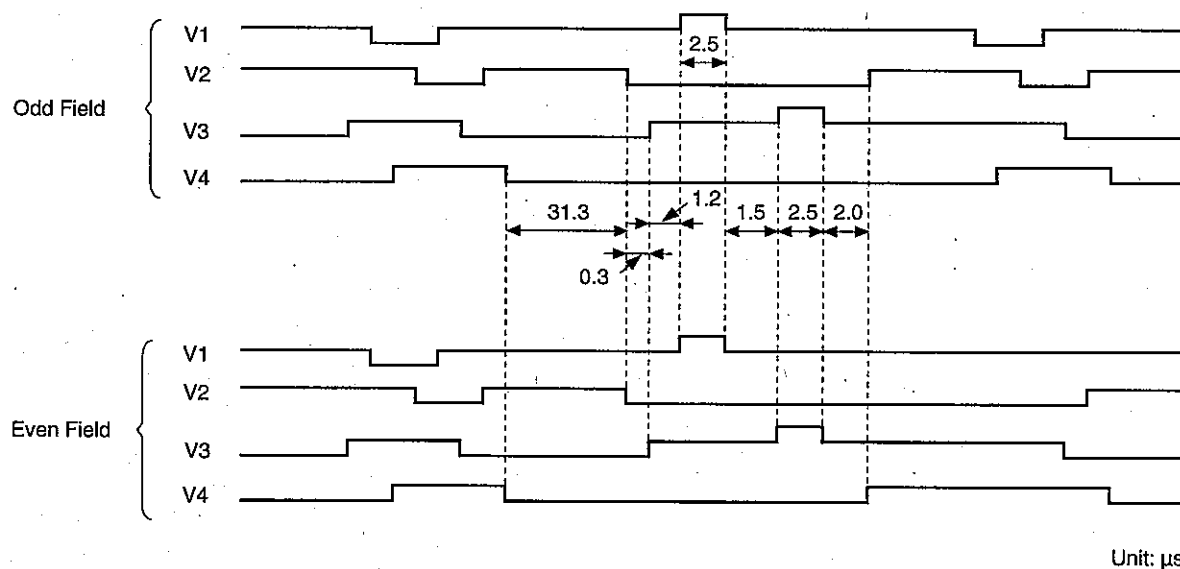 Odd Field
V1
2.5
V2
V3
V4
31.3
1.2
1.5
2.5
2.0
0.3
Even Field
V1
V2
V3
V4
Unit: μs